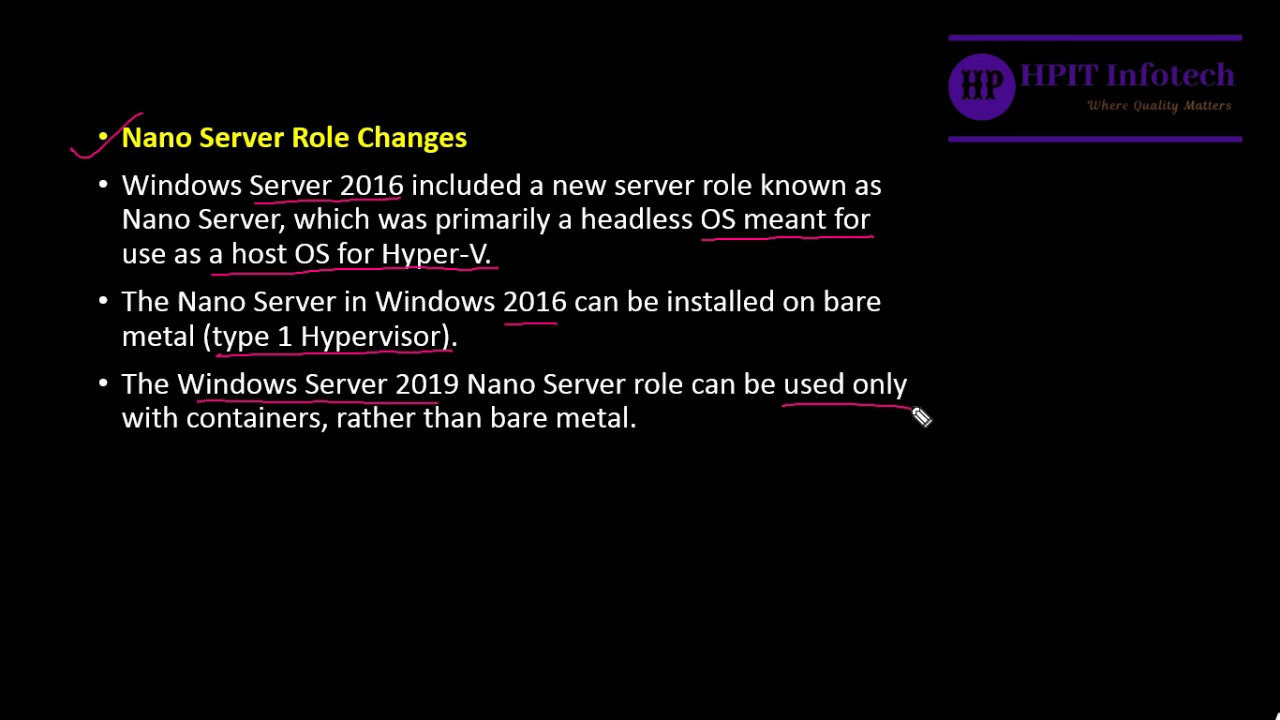 HP HPIT Infotech
Where Quality Matters
• Nano Server Role Changes
• Windows Server 2016 included a new server role known as
Nano Server, which was primarily a headless OS meant for
use as a host OS for Hyper-V.
• The Nano Server in Windows 2016 can be installed on bare
metal (type 1 Hypervisor).
• The Windows Server 2019 Nano Server role can be used only
with containers, rather than bare metal.